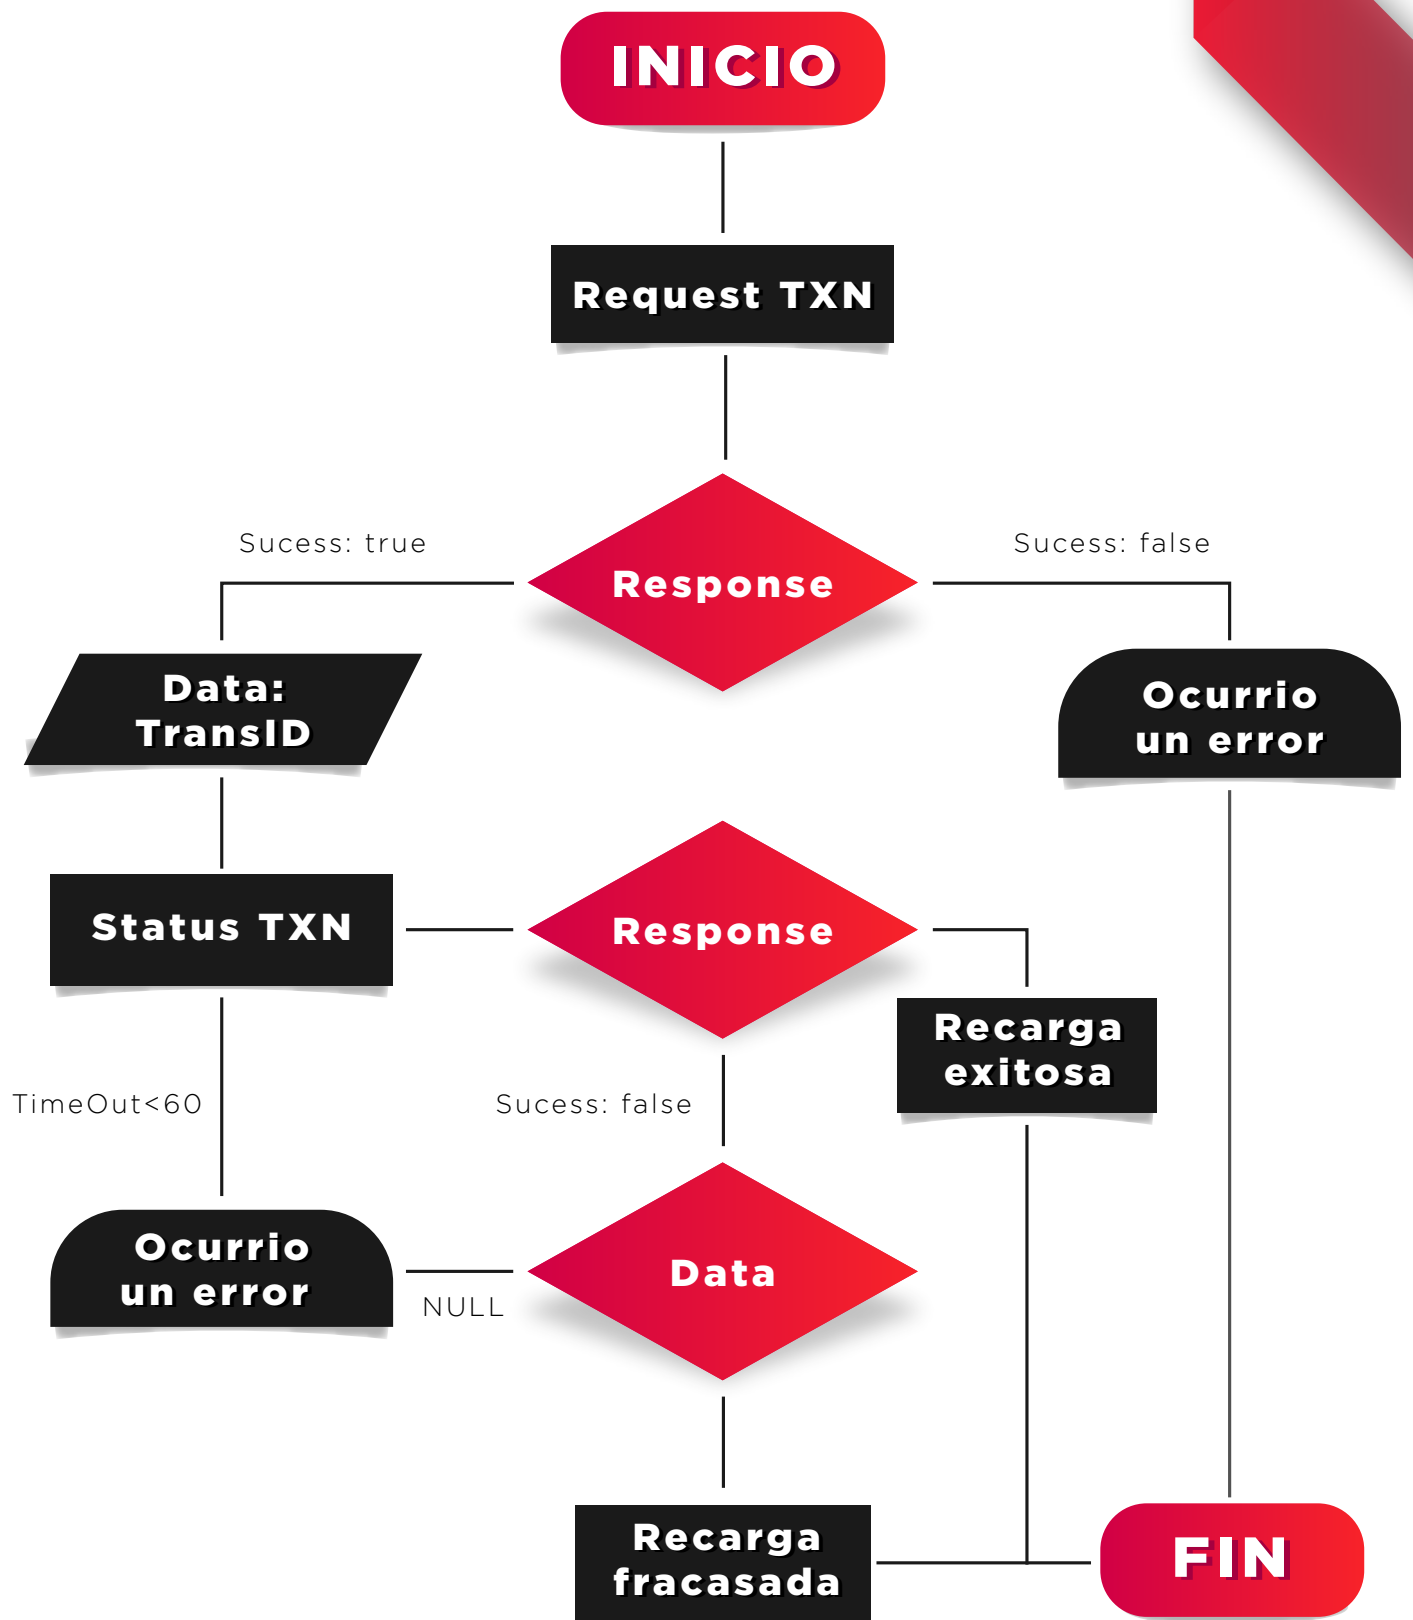 INICIO
Request TXN
Sucess: true
Sucess: false
Response
Data:
TransID
Ocurrio
un error
Status TXN
Response
Recarga
exitosa
TimeOut<60
Sucess: false
Ocurrio
un error
NULL
Data
Recarga
fracasada
FIN